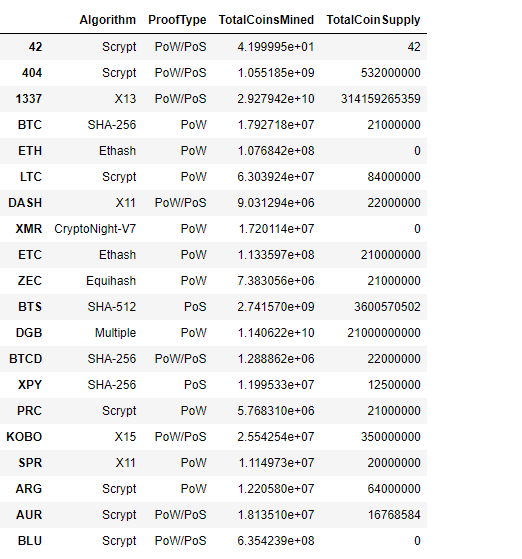 Algorithm ProofType TotalCoinsMined TotalCoinSupply
42 Scrypt PoW/PoS 4.199995e+01 42
404 Scrypt PoW/PoS 1.055185e+09 532000000
1337 X13 PoW/PoS 2.927942e+10 314159265359
BTC SHA-256 PoW 1.792718e+07 21000000
ETH Ethash PoW 1.076842e+08 0
LTC Scrypt PoW 6.303924e+07 84000000
DASH X11 PoW/PoS 9.031294e+06 22000000
XMR CryptoNight-V7 PoW 1.720114e+07 0
ETC Ethash PoW 1.133597e+08 210000000
ZEC Equihash PoW 7.383056e+06 21000000
BTS SHA-512 PoS 2.741570e+09 3600570502
DGB Multiple PoW 1.140622e+10 21000000000
BTCD SHA-256 PoW/PoS 1.288862e+06 22000000
XPY SHA-256 PoS 1.199533e+07 12500000
PRC Scrypt PoW 5.768310e+06 21000000
KOBO X15 PoW/PoS 2.554254e+07 350000000
SPR X11 PoW 1.114973e+07 20000000
ARG Scrypt PoW 1.220580e+07 64000000
AUR Scrypt PoW/PoS 1.813510e+07 16768584
BLU Scrypt PoW/PoS 6.354239e+08 0